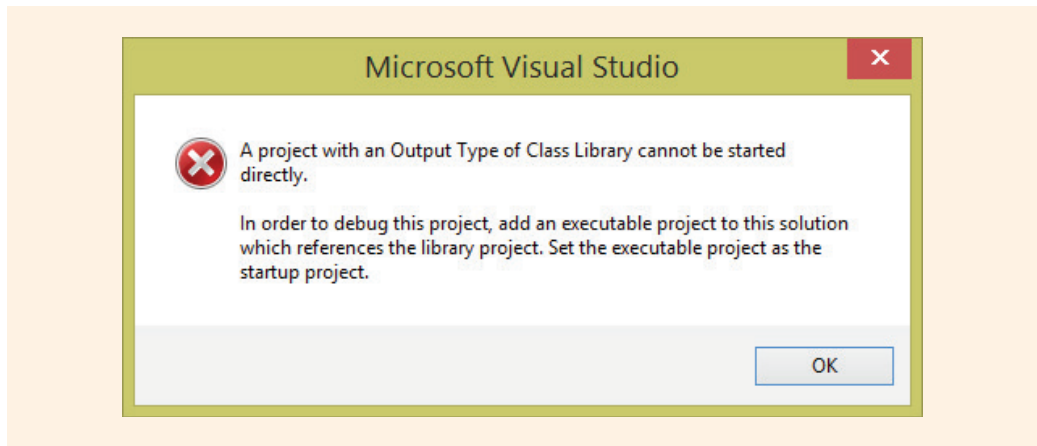 Microsoft Visual Studio
A project with an Output Type of Class Library cannot be started
directly.
In order to debug this project, add an executable project to this solution
which references the library project. Set the executable project as the
startup project.
OK